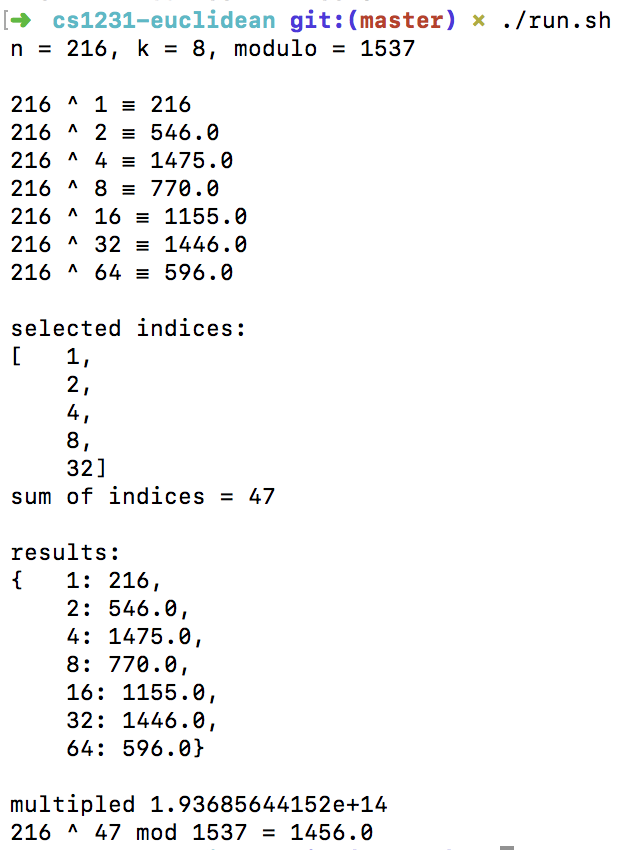 [➜ cs1231-euclidean git:(master) × ./run.sh
n = 216, k = 8, modulo = 1537
216 ^ 1 ≡ 216
216 ^ 2 ≡ 546.0
216 ^ 4 ≡ 1475.0
216 ^ 8 ≡ 770.0
216 ^ 16 ≡ 1155.0
216 ^ 32 ≡ 1446.0
216 ^ 64 ≡ 596.0
selected indices:
[ 1,
2,
4,
8,
32]
sum of indices = 47
results:
{ 1: 216,
2: 546.0,
4: 1475.0,
8: 770.0,
16: 1155.0,
32: 1446.0,
64: 596.0}
multipled 1.93685644152e+14
216 ^ 47 mod 1537 = 1456.0